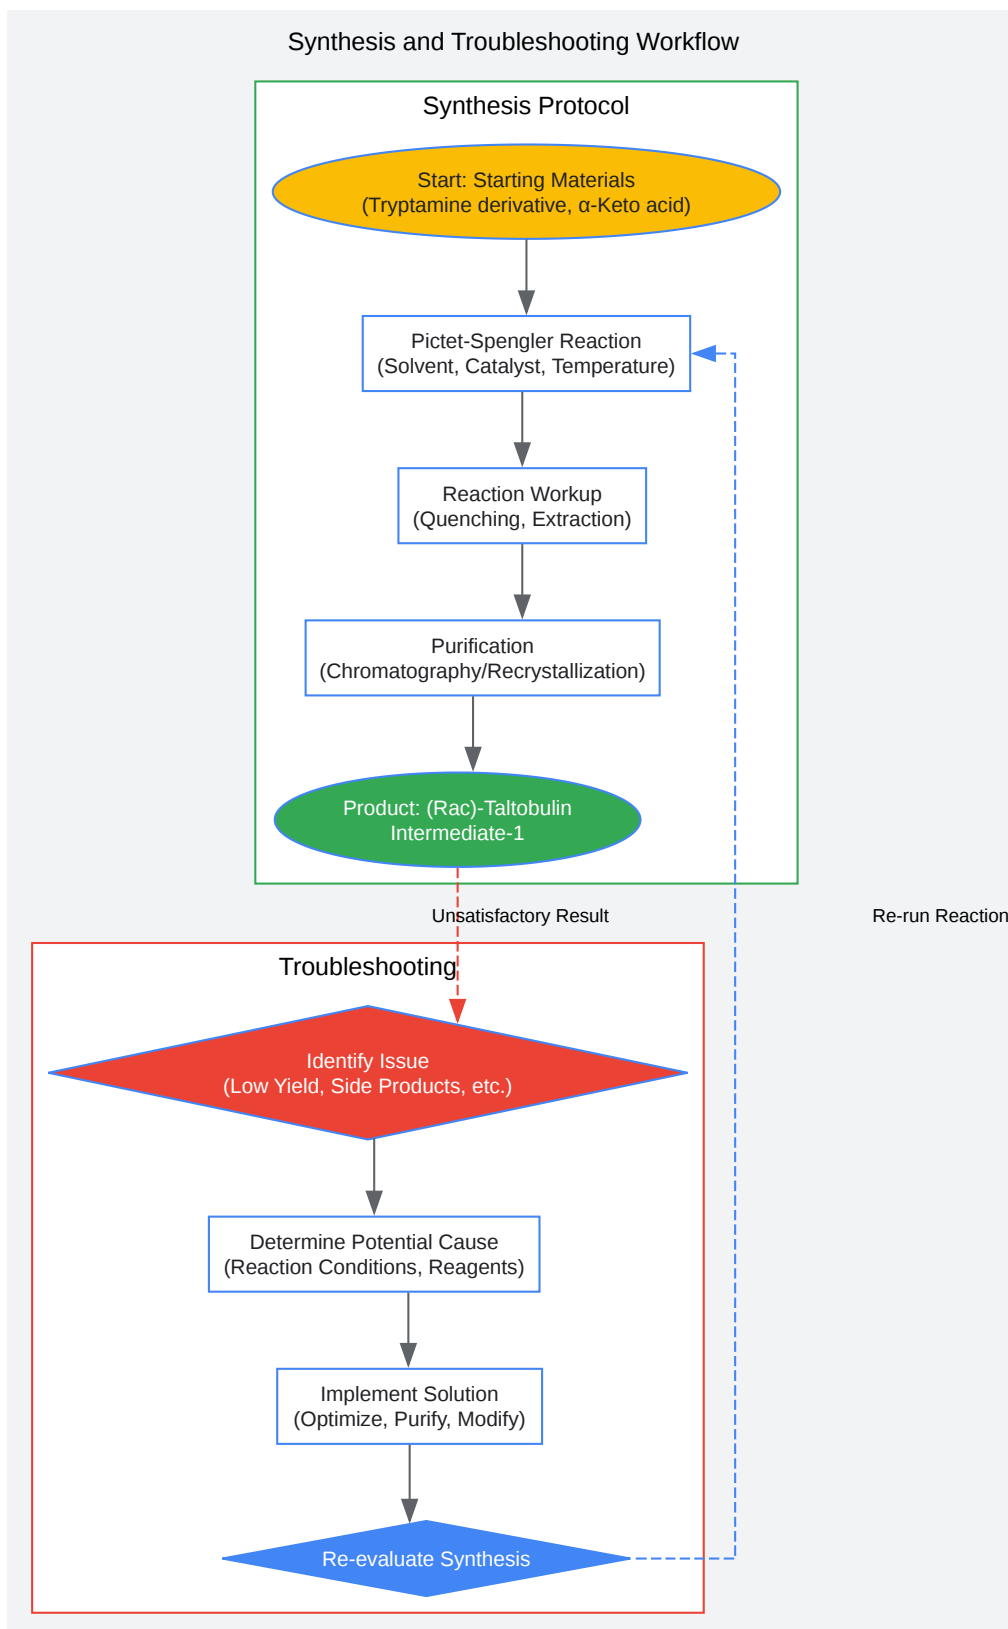 Synthesis and Troubleshooting Workflow
Synthesis Protocol
Start: Starting Materials
(Tryptamine derivative, α-Keto acid)
Pictet-Spengler Reaction
(Solvent, Catalyst, Temperature)
Reaction Workup
(Quenching, Extraction)
Purification
(Chromatography/Recrystallization)
Product: (Rac)-Taltobulin
Intermediate-1
Unsatisfactory Result
Re-run Reaction
Troubleshooting
Identify Issue
(Low Yield, Side Products, etc.)
Determine Potential Cause
(Reaction Conditions, Reagents)
Implement Solution
(Optimize, Purify, Modify)
Re-evaluate Synthesis